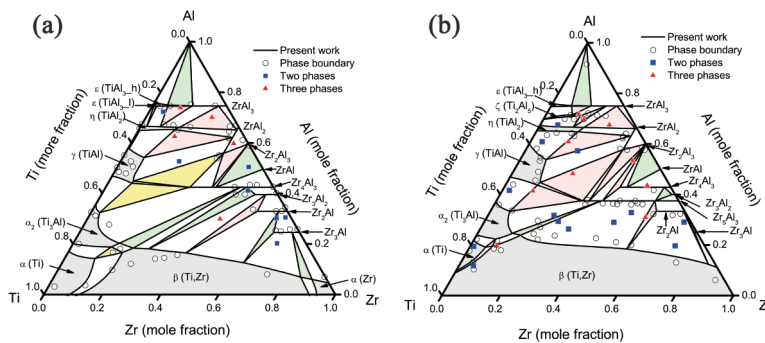 (a)
Al
0.0
1.0
Present work
Phase boundary
Two phases
Three phases
ε (TiAl3_h)
ε (TiAl3_l)
η (TiAl2)
γ (TiAl)
α2 (Ti3Al)
α (Ti)
0.2
0.4
0.6
0.8
1.0
Ti (more fraction)
0.8
0.6
0.4
0.2
0.0
Al (mole fraction)
ZrAl3
ZrAl2
Zr2Al3
ZrAl
Zr4Al3
Zr3Al2
Zr2Al
Zr3Al
α (Zr)
β (Ti,Zr)
Ti
Zr
0.0
0.2
0.4
0.6
0.8
1.0
Zr (mole fraction)
(b)
Al
0.0
1.0
Present work
Phase boundary
Two phases
Three phases
ε (TiAl3_h)
ζ (Ti2Al5)
η (TiAl2)
γ (TiAl)
α2 (Ti3Al)
α (Ti)
0.2
0.4
0.6
0.8
1.0
Ti (mole fraction)
0.8
0.6
0.4
0.2
0.0
Al (mole fraction)
ZrAl3
ZrAl2
Zr2Al3
ZrAl
Zr4Al3
Zr3Al2
Zr5Al3
Zr2Al
Zr3Al
β (Ti,Zr)
Ti
0.0
0.2
0.4
0.6
0.8
1.0
Zr (mole fraction)